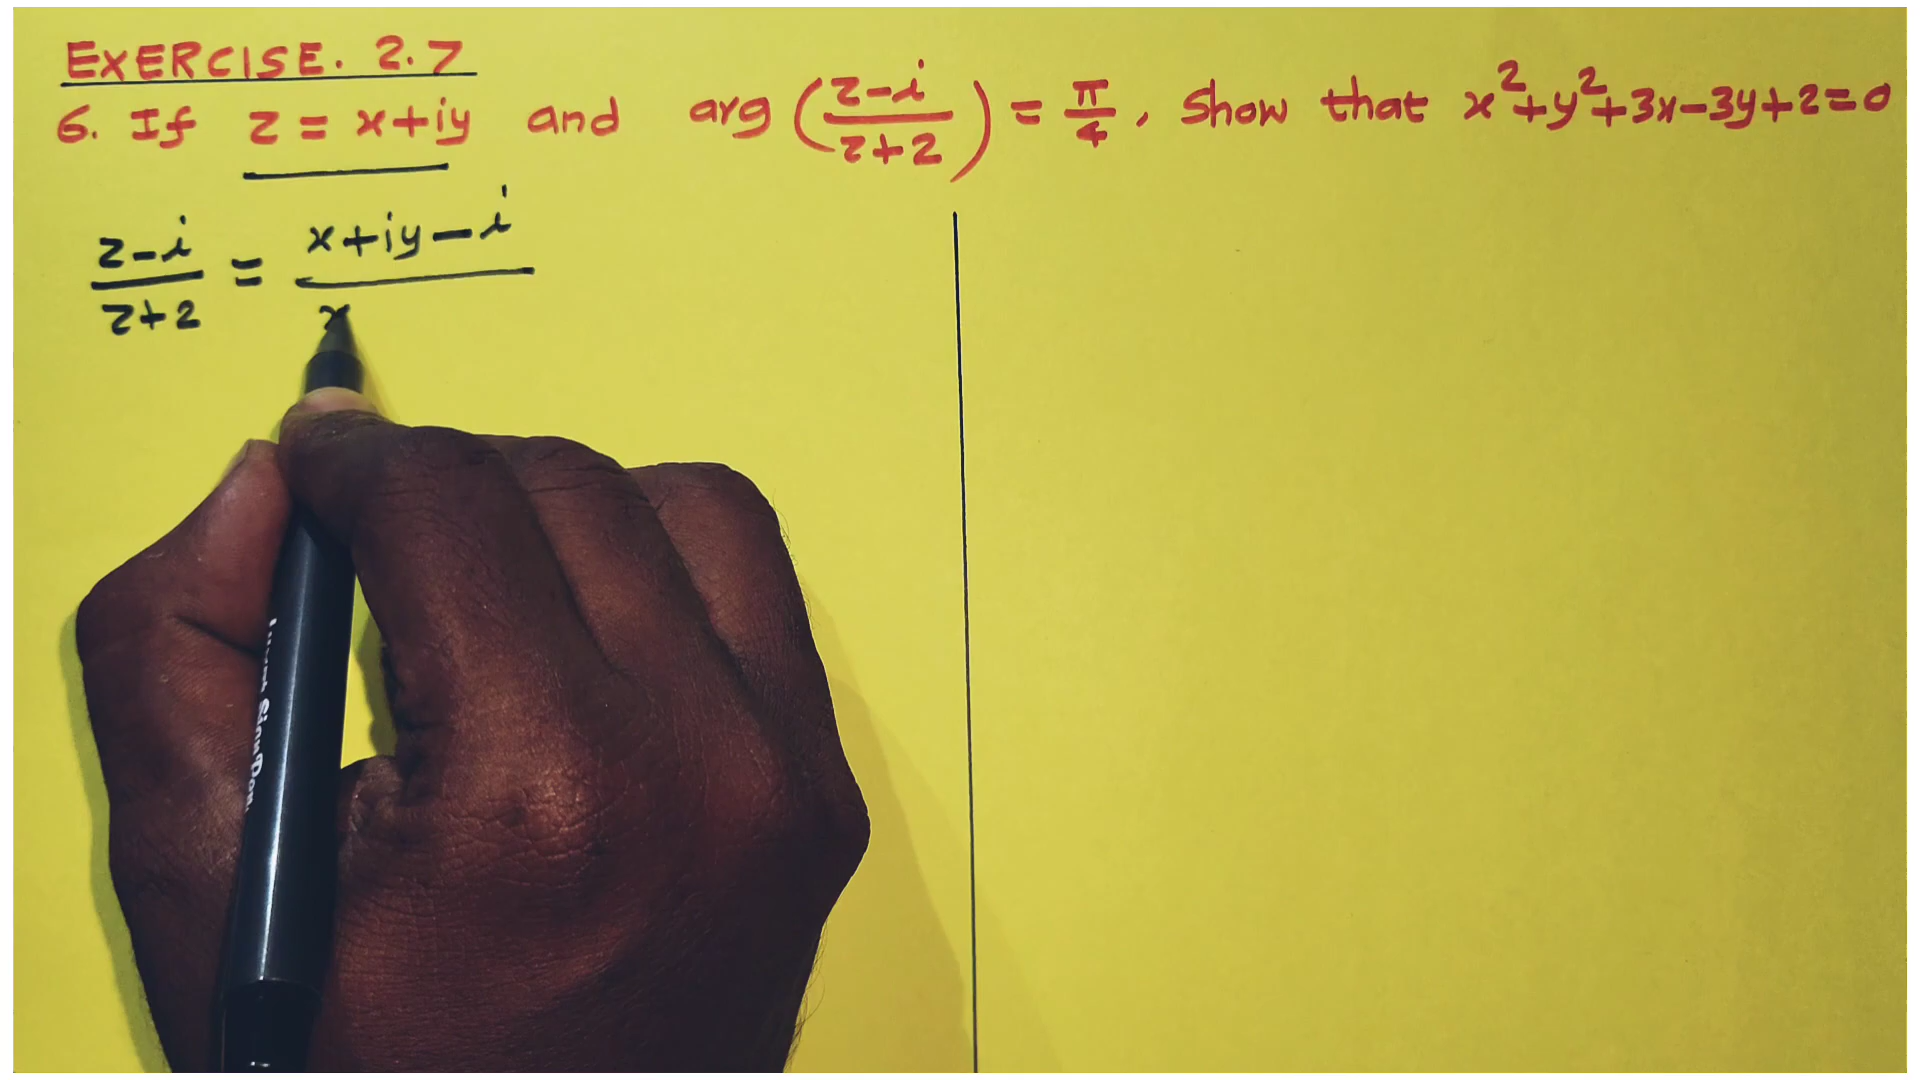 EXERCISE. 2.7
6. If z = x+iy and arg (z-i/z+2) = π/4, Show that x²+y²+3x-3y+2=0
z-i/z+2 = x+iy-i/x